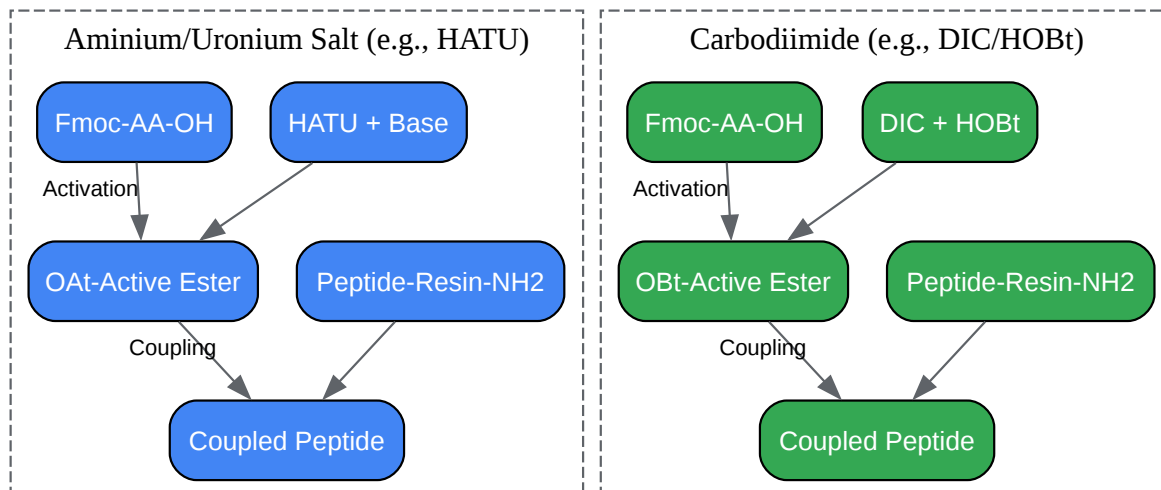 Aminium/Uronium Salt (e.g., HATU)
Fmoc-AA-OH
HATU + Base
Activation
OAt-Active Ester
Peptide-Resin-NH2
Coupling
Coupled Peptide
Carbodiimide (e.g., DIC/HOBt)
Fmoc-AA-OH
DIC + HOBt
Activation
OBt-Active Ester
Peptide-Resin-NH2
Coupling
Coupled Peptide